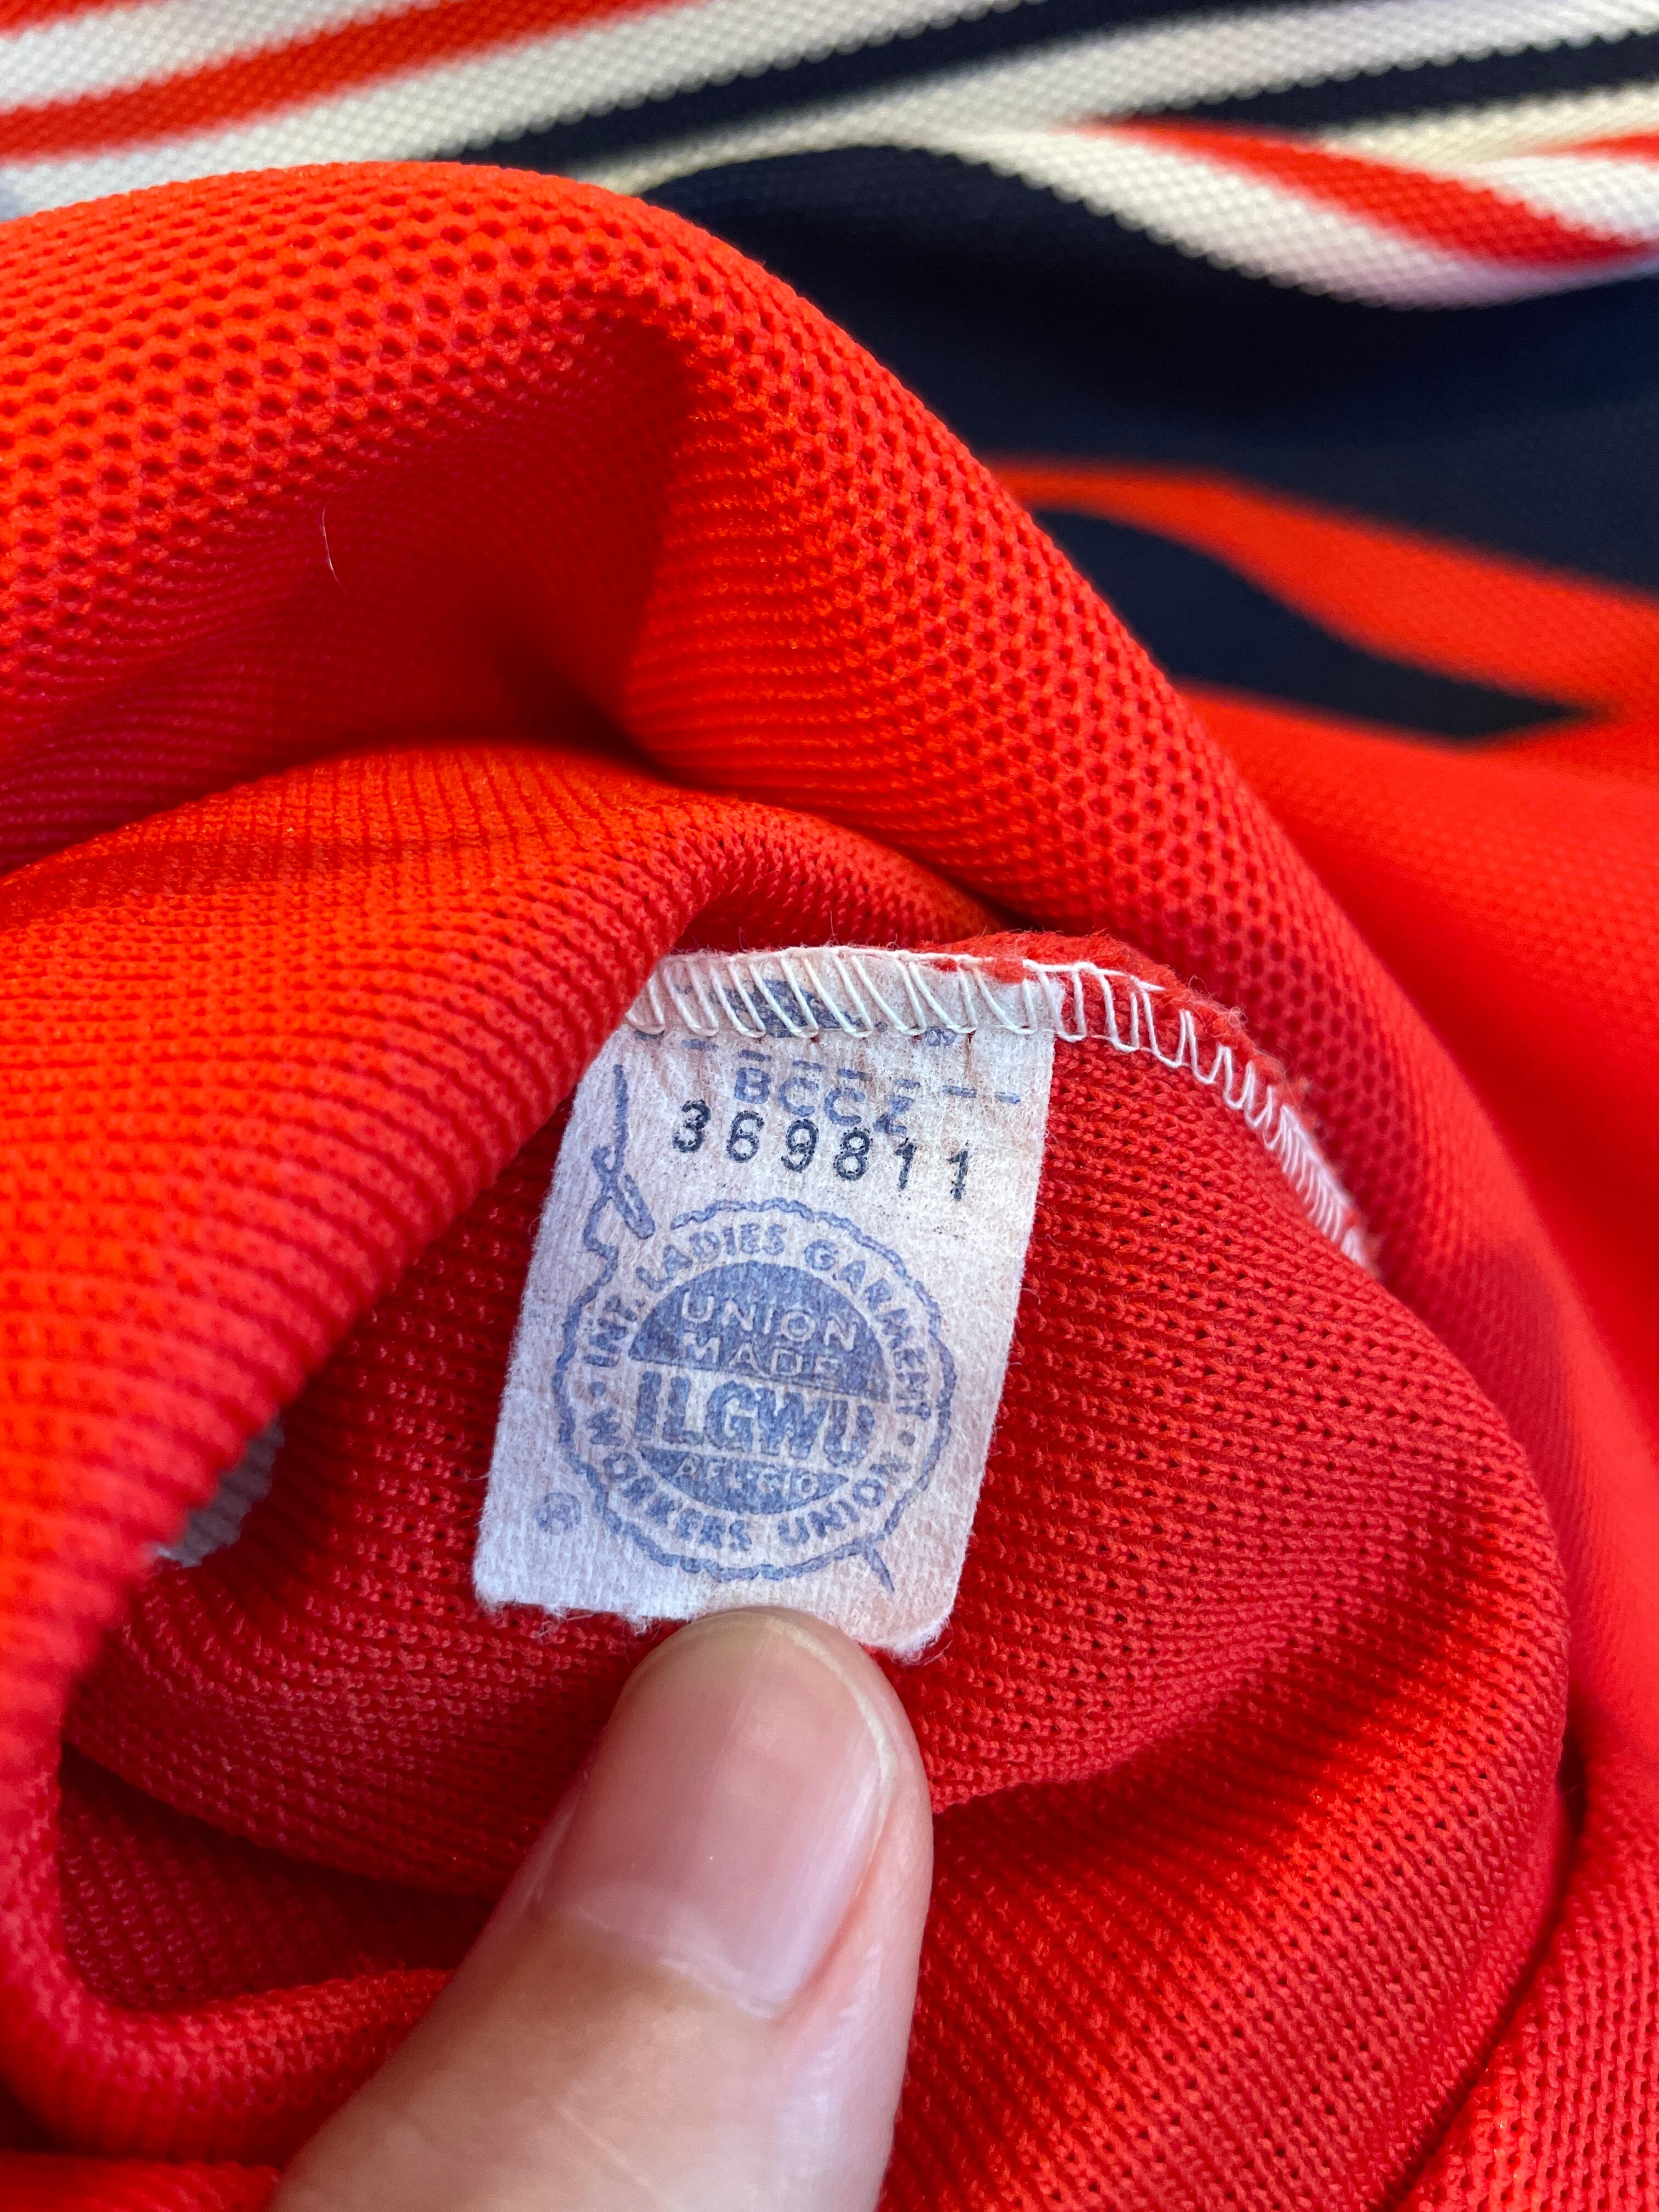 BCCZ
369811
INT. LADIES GARMENT
WORKERS UNION
UNION
MADE
ILGWU
AFL-CIO
®